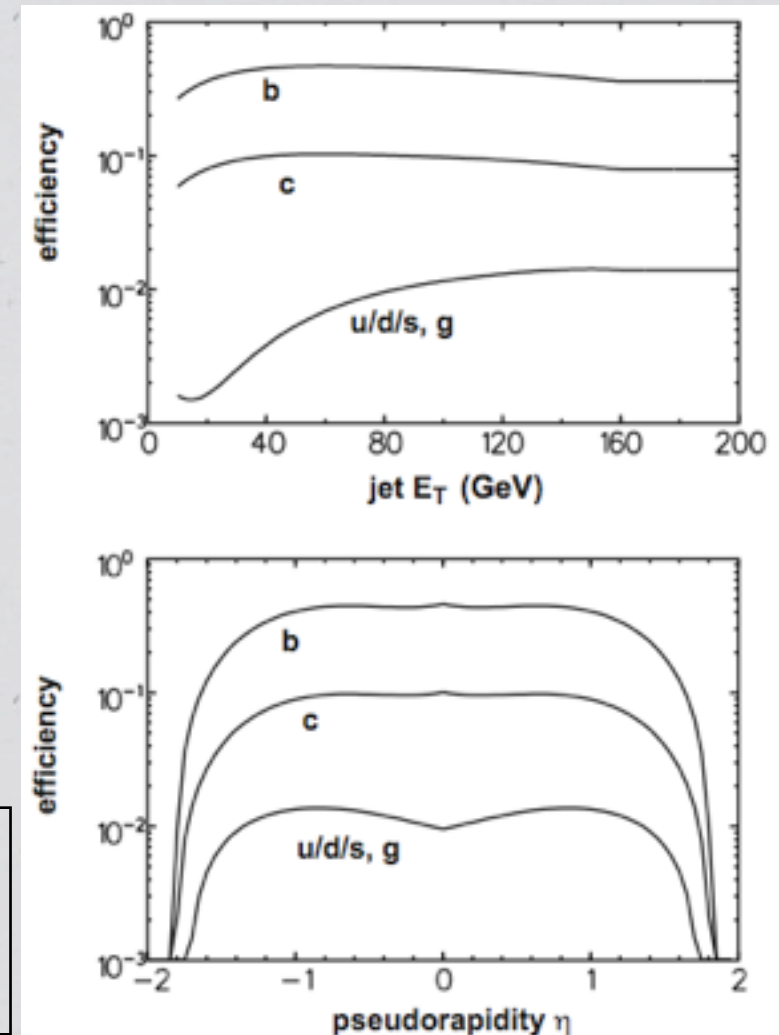 10⁰
b
10⁻¹
c
efficiency
10⁻²
u/d/s, g
10⁻³
0 40 80 120 160 200
jet E_T (GeV)
10⁰
b
10⁻¹
c
efficiency
10⁻²
u/d/s, g
10⁻³
−2 −1 0 1 2
pseudorapidity η